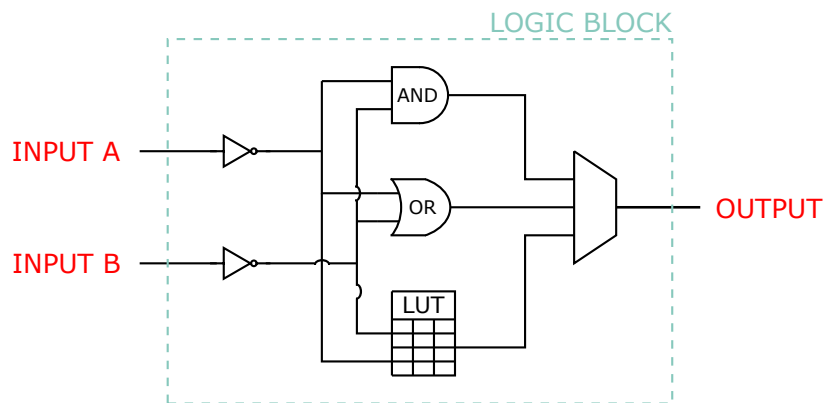 LOGIC BLOCK
AND
INPUT A
OR
OUTPUT
INPUT B
LUT